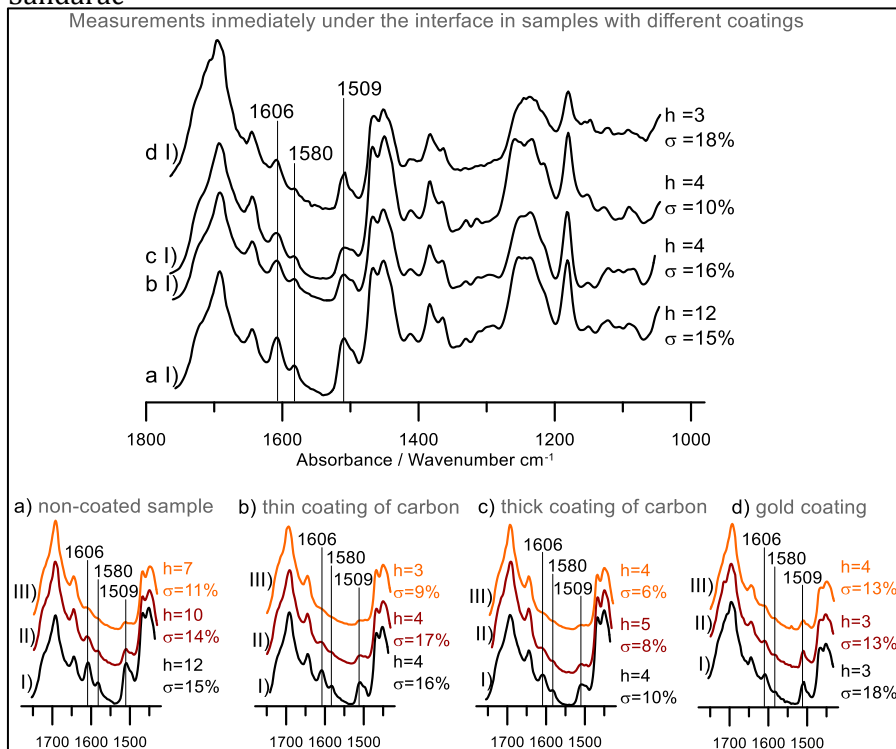 Sandarac
Measurements inmediately under the interface in samples with different coatings
1509
1606
1580
h =3
σ =18%
d I)
h =4
σ =10%
c I)
h =4
σ =16%
b I)
h =12
σ =15%
a I)
1800 1600 1400 1200 1000
Absorbance / Wavenumber cm-1
a) non-coated sample
1606
1580
1509
h=7
σ=11%
III)
h=10
σ=14%
II)
h=12
σ=15%
I)
1700 1600 1500
b) thin coating of carbon
1606
1580
1509
h=3
σ=9%
III)
h=4
σ=17%
II)
h=4
σ=16%
I)
1700 1600 1500
c) thick coating of carbon
1606
1580
1509
h=4
σ=6%
III)
h=5
σ=8%
II)
h=4
σ=10%
I)
1700 1600 1500
d) gold coating
1606
1580
1509
h=4
σ=13%
III)
h=3
σ=13%
II)
h=3
σ=18%
I)
1700 1600 1500